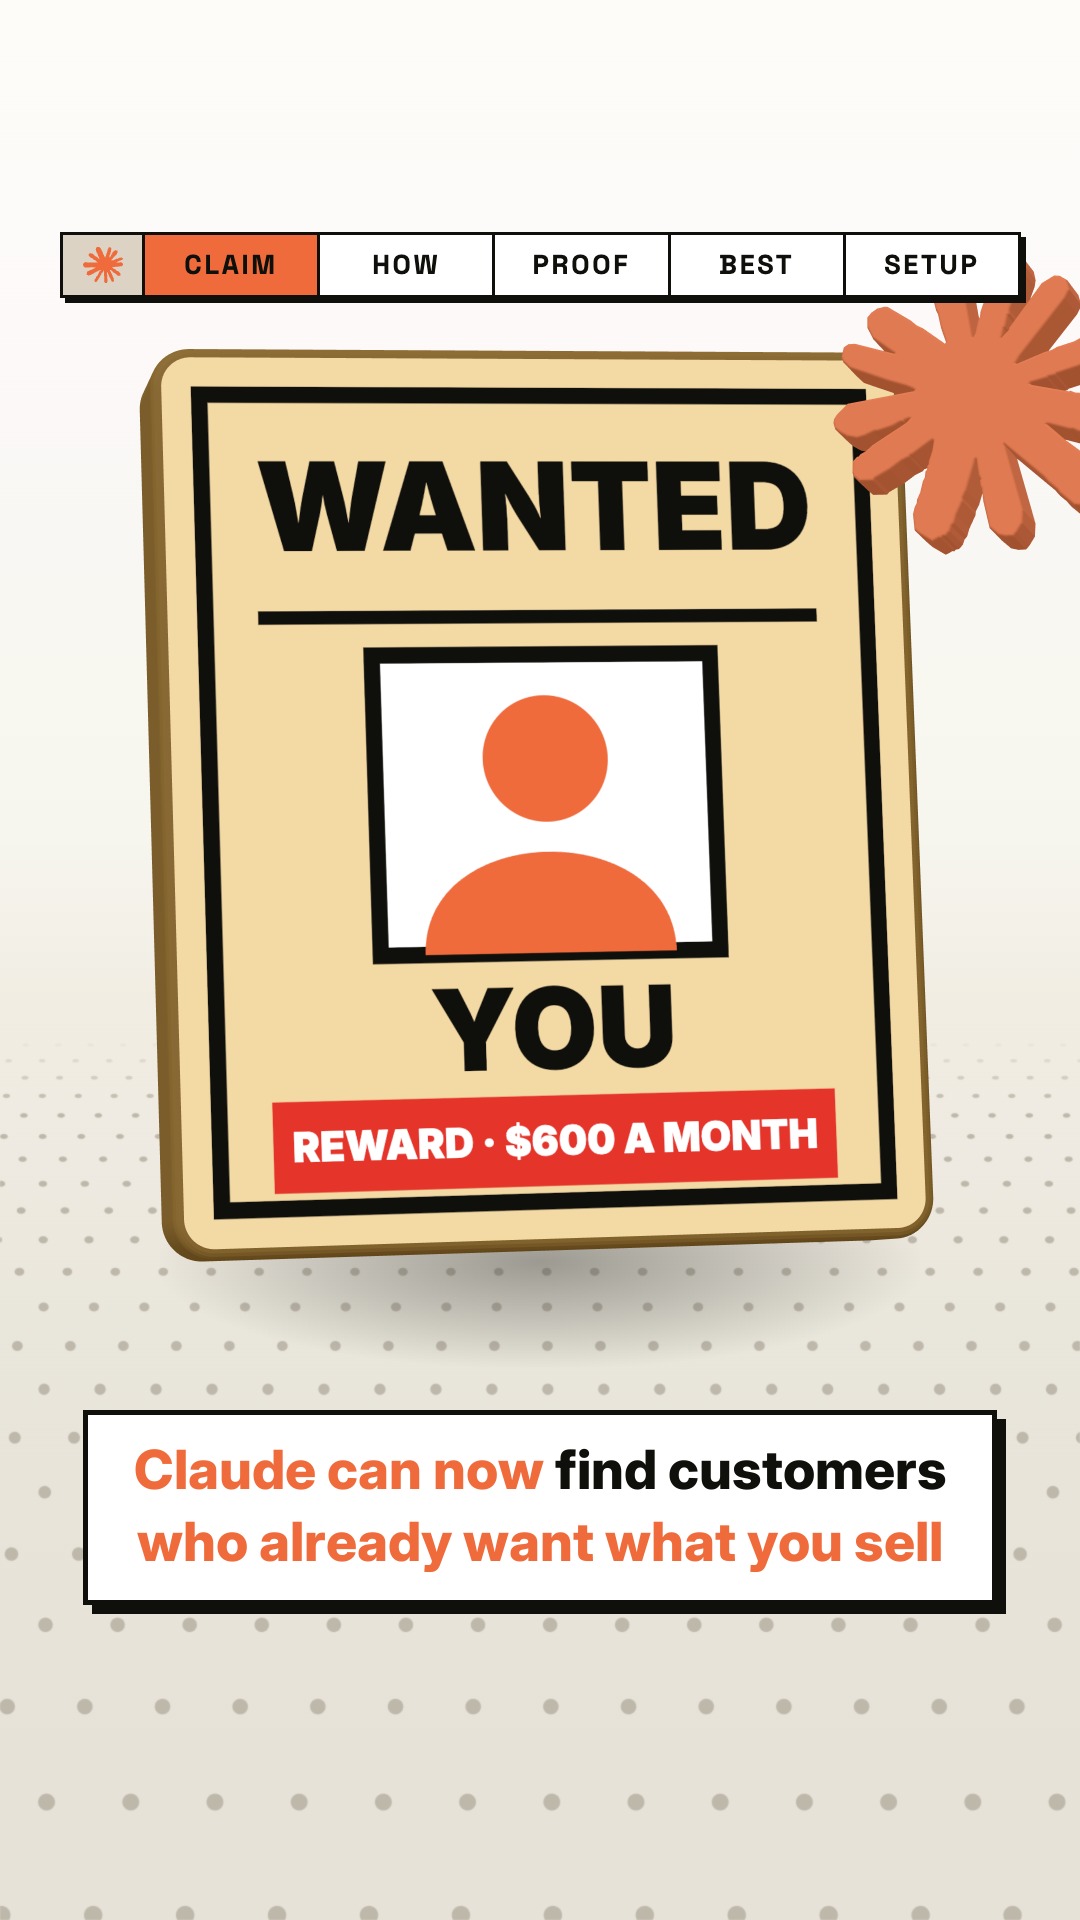 CLAIM HOW PROOF BEST SETUP
WANTED
YOU
REWARD · $600 A MONTH
Claude can now find customers
who already want what you sell